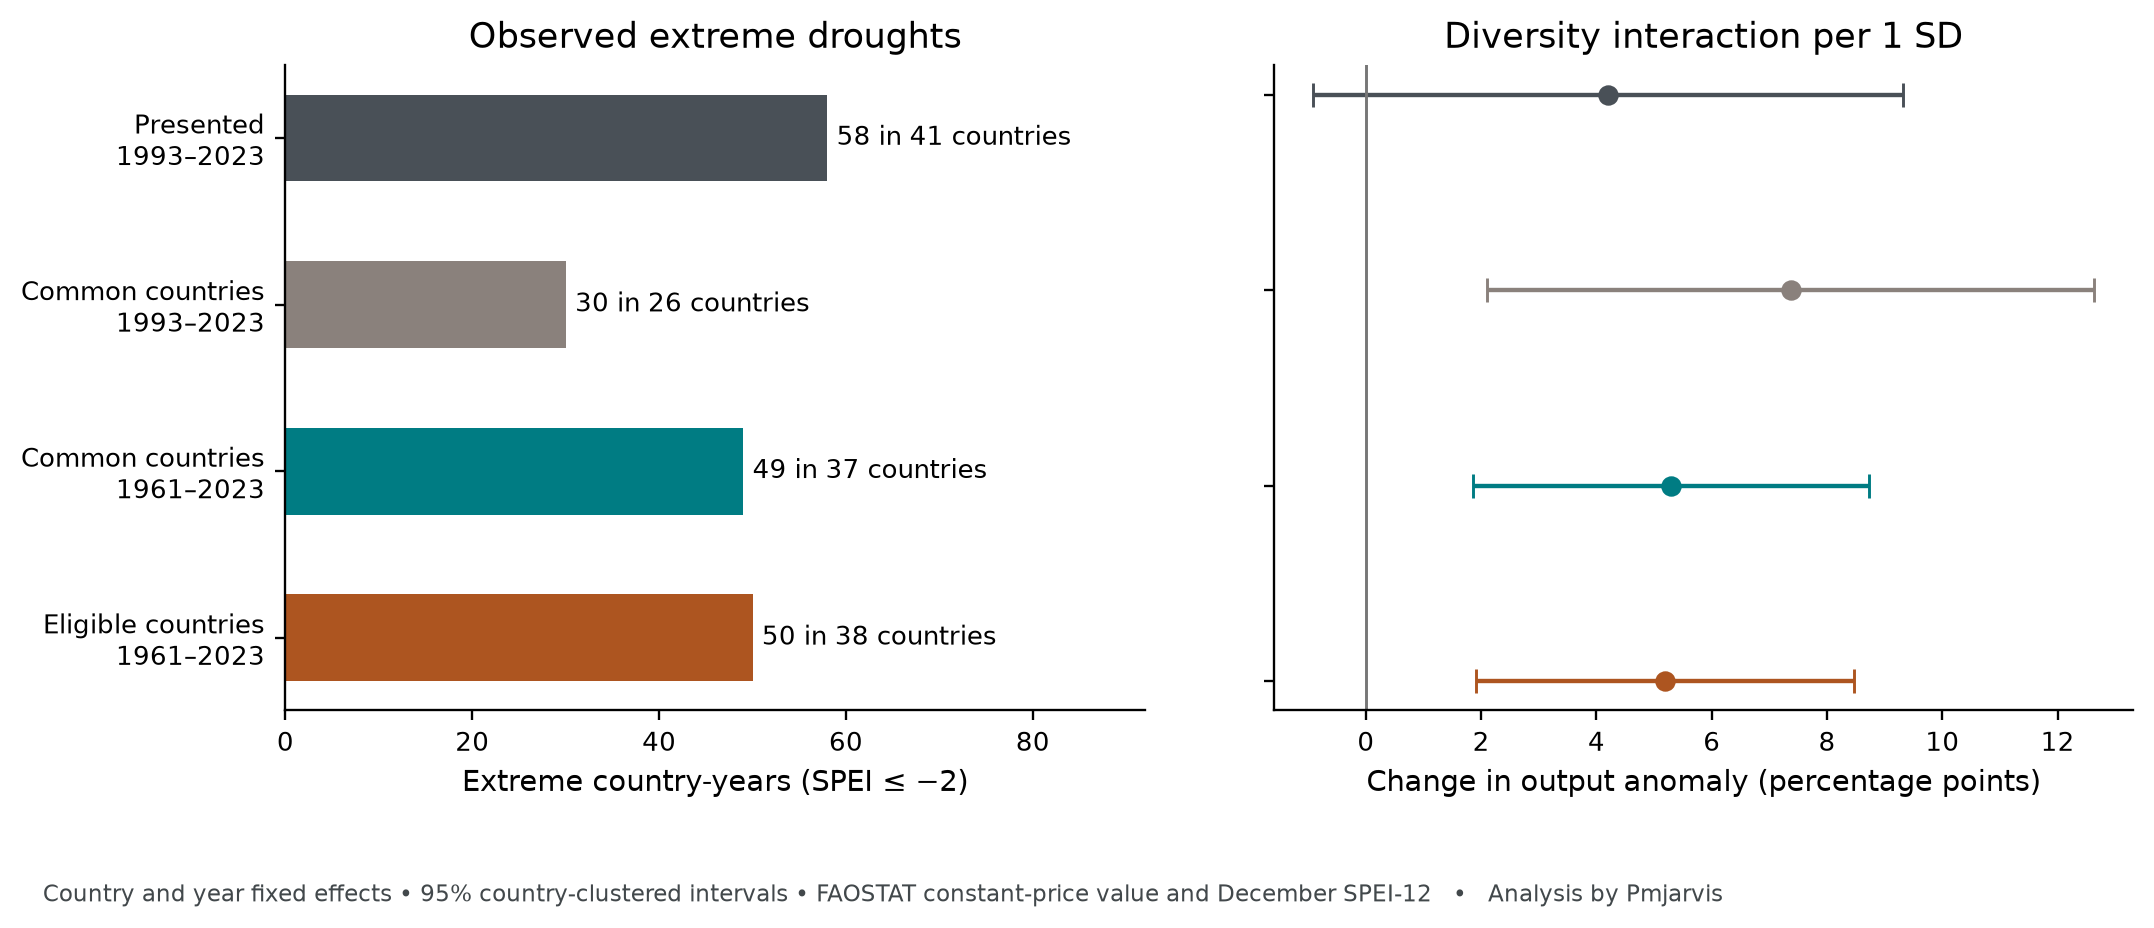 Observed extreme droughts
Presented
1993–2023
58 in 41 countries
Common countries
1993–2023
30 in 26 countries
Common countries
1961–2023
49 in 37 countries
Eligible countries
1961–2023
50 in 38 countries
0 20 40 60 80
Extreme country-years (SPEI ≤ −2)
Diversity interaction per 1 SD
0 2 4 6 8 10 12
Change in output anomaly (percentage points)
Country and year fixed effects • 95% country-clustered intervals • FAOSTAT constant-price value and December SPEI-12 • Analysis by Pmjarvis